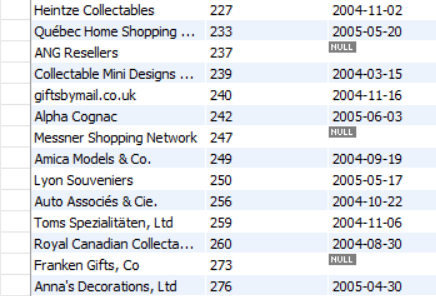 Heintze Collectables 227 2004-11-02
Québec Home Shopping ... 233 2005-05-20
ANG Resellers 237 NULL
Collectable Mini Designs ... 239 2004-03-15
giftsbymail.co.uk 240 2004-11-16
Alpha Cognac 242 2005-06-03
Messner Shopping Network 247 NULL
Amica Models & Co. 249 2004-09-19
Lyon Souveniers 250 2005-05-17
Auto Associés & Cie. 256 2004-10-22
Toms Spezialitäten, Ltd 259 2004-11-06
Royal Canadian Collecta... 260 2004-08-30
Franken Gifts, Co 273 NULL
Anna's Decorations, Ltd 276 2005-04-30